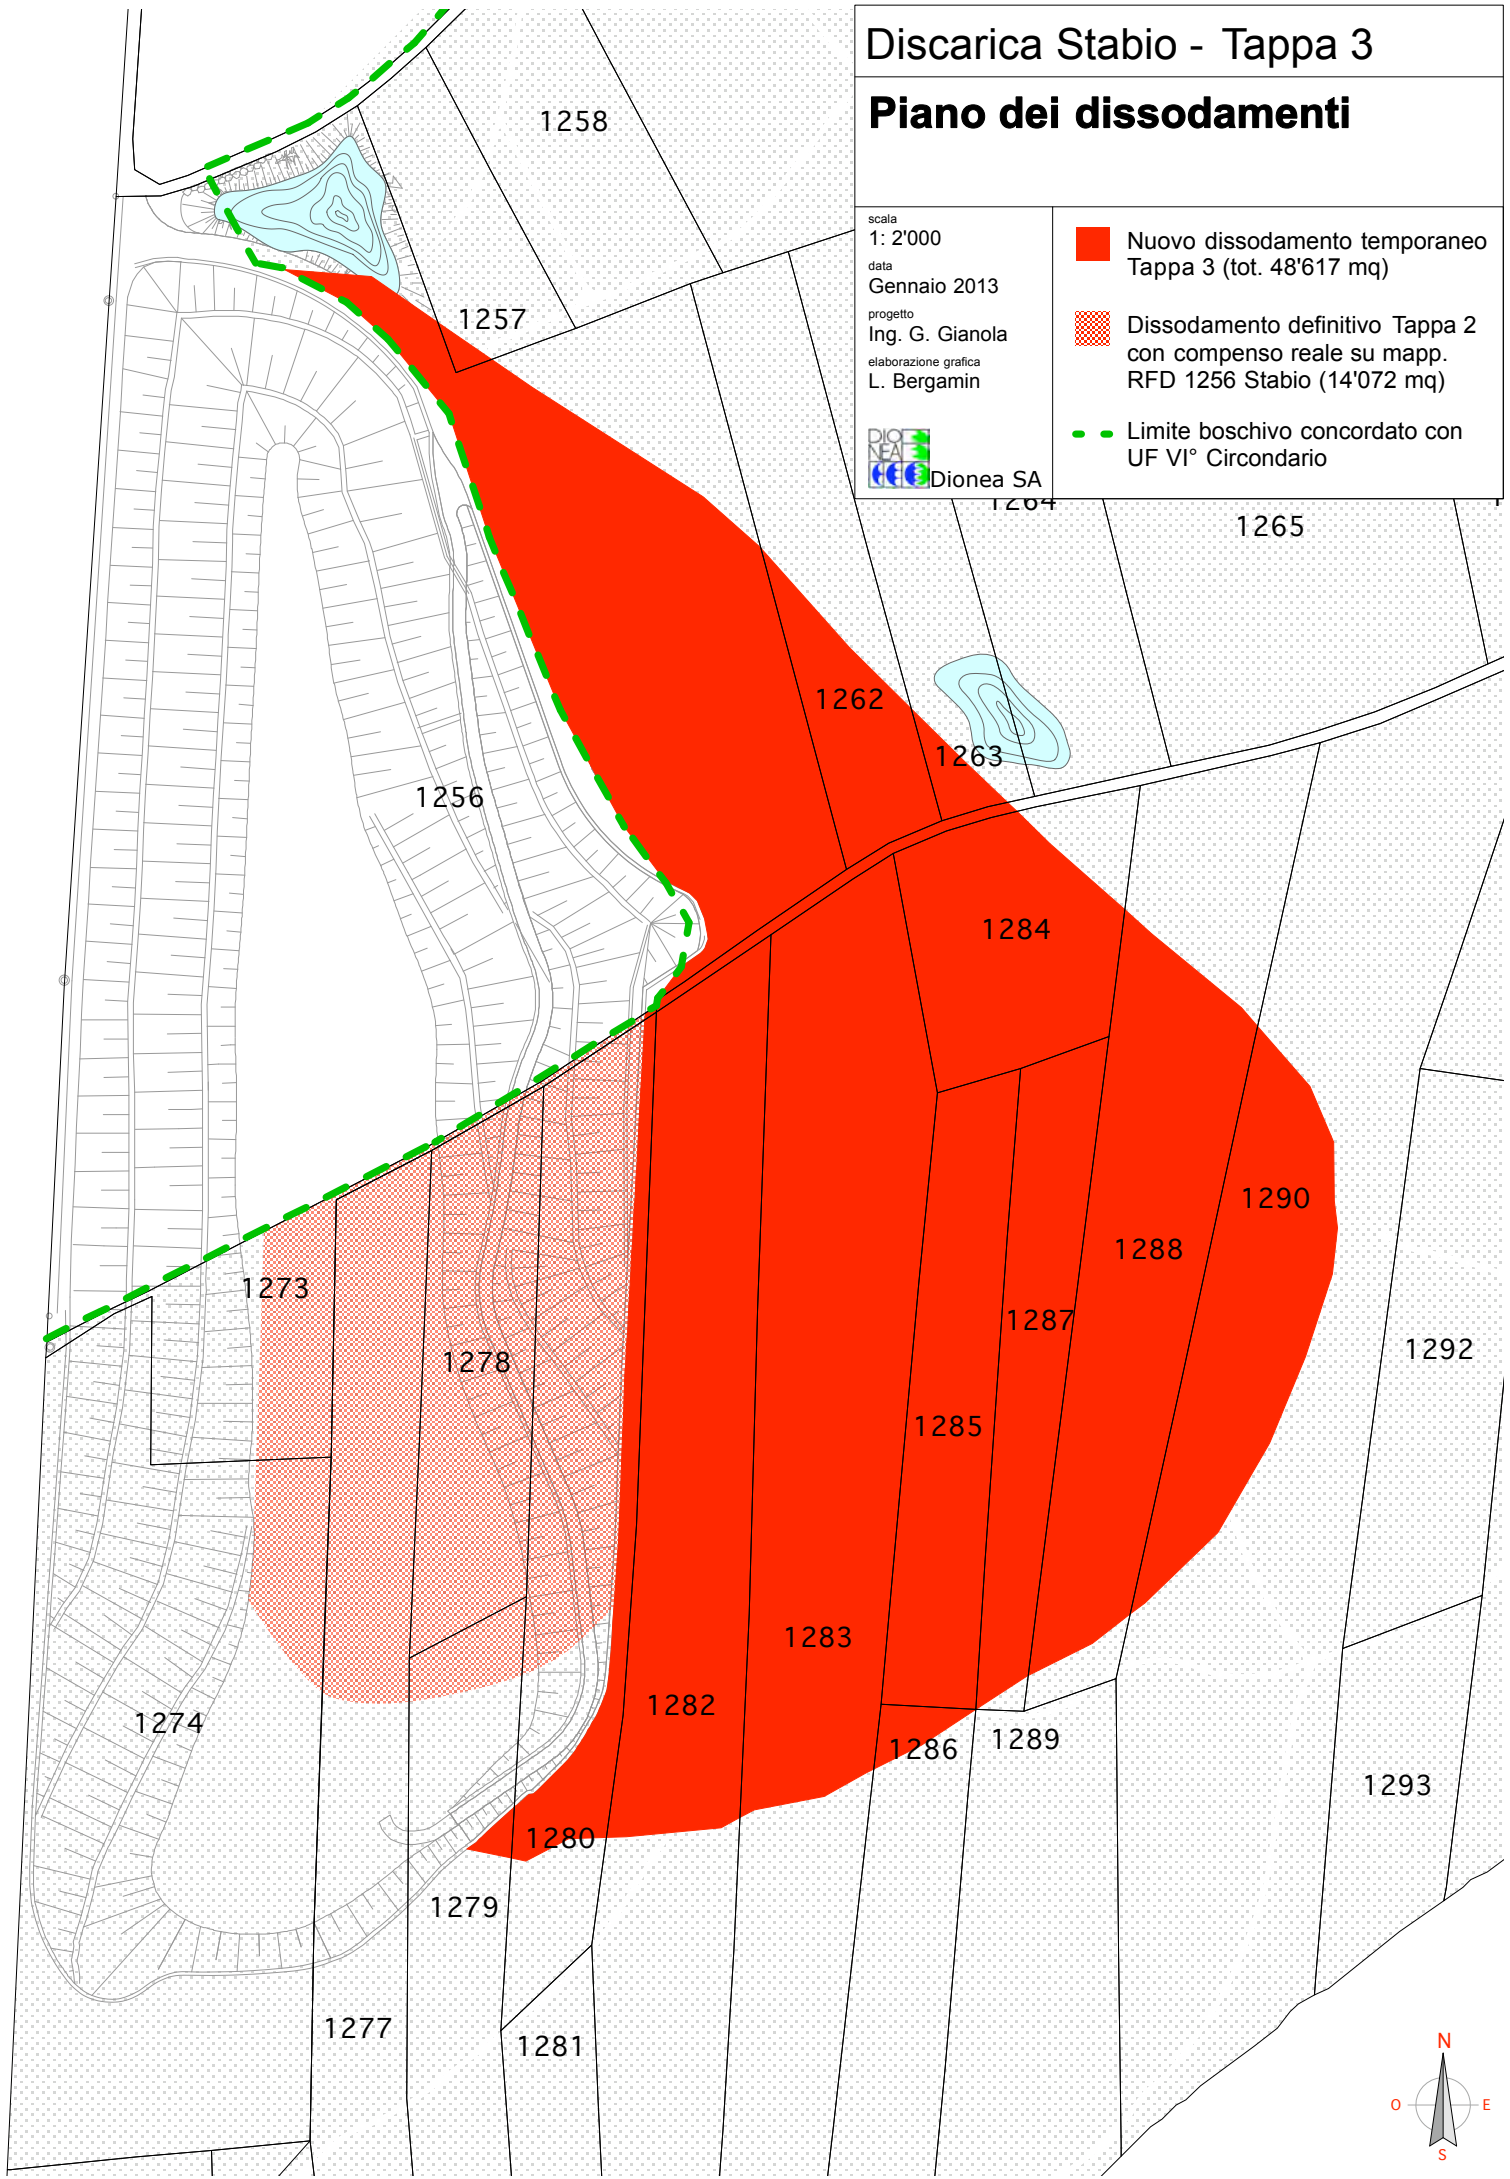 Discarica Stabio - Tappa 3
Piano dei dissodamenti
scala
1: 2'000
data
Gennaio 2013
progetto
Ing. G. Gianola
elaborazione grafica
L. Bergamin
DIO
NEA
Dionea SA
Nuovo dissodamento temporaneo
Tappa 3 (tot. 48'617 mq)
Dissodamento definitivo Tappa 2
con compenso reale su mapp.
RFD 1256 Stabio (14'072 mq)
Limite boschivo concordato con
UF VI° Circondario
1258
1257
1264
1265
1262
1263
1256
1284
1290
1288
1273
1287
1292
1278
1285
1283
1282
1274
1286
1289
1293
1280
1279
1277
1281
N
O
E
S